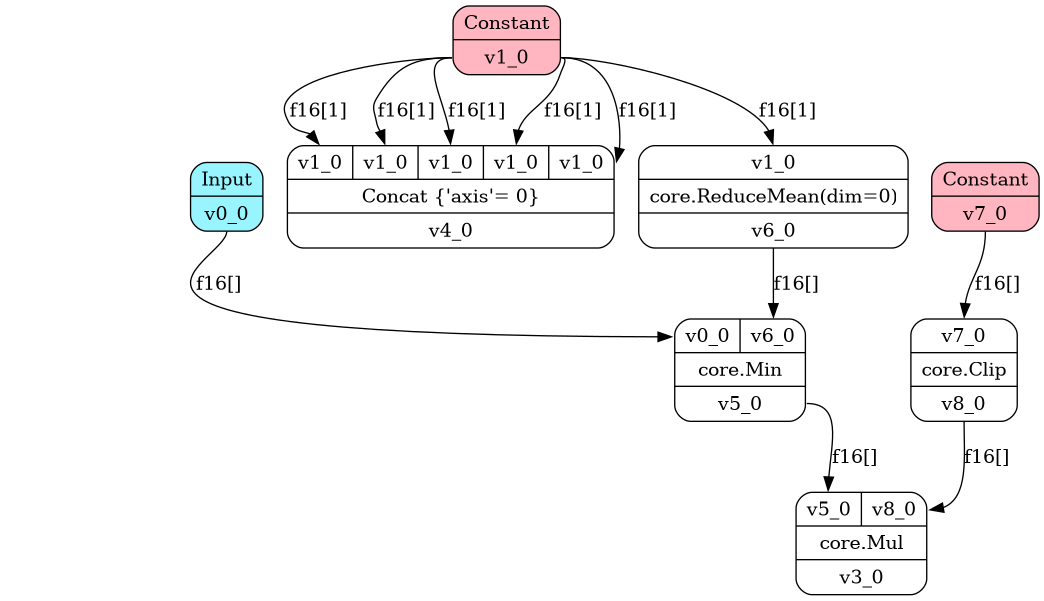 Constant
v1_0
f16[1] f16[1] f16[1] f16[1] f16[1] f16[1]
v1_0 v1_0 v1_0 v1_0 v1_0
Concat {'axis'= 0}
v4_0
v1_0
core.ReduceMean(dim=0)
v6_0
Input
v0_0
Constant
v7_0
f16[] f16[] f16[]
v0_0 v6_0
core.Min
v5_0
v7_0
core.Clip
v8_0
f16[] f16[]
v5_0 v8_0
core.Mul
v3_0